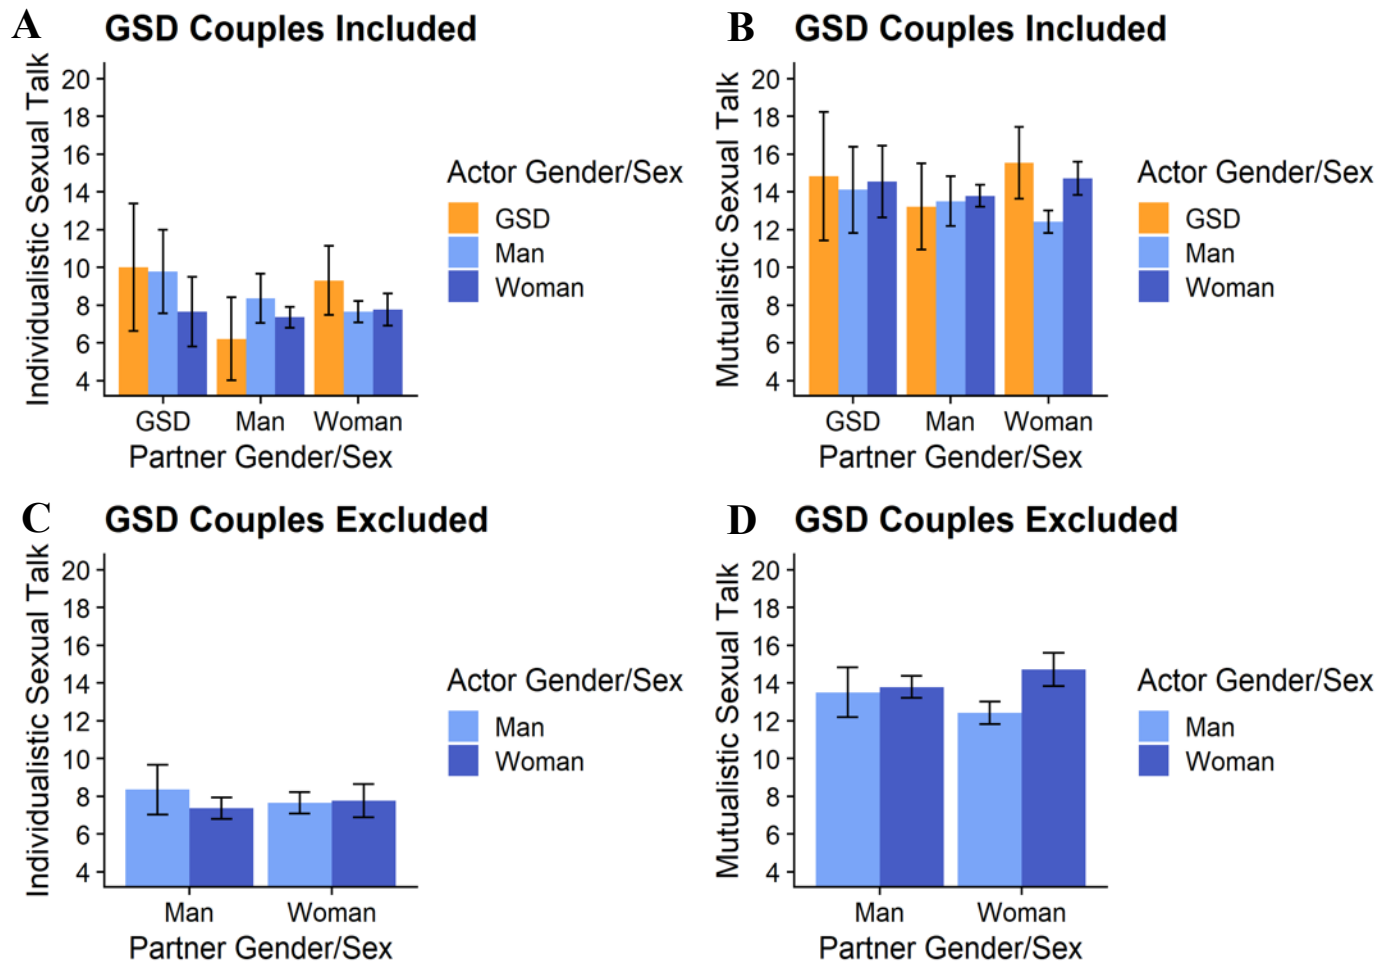 A
GSD Couples Included
Individualistic Sexual Talk
20
18
16
14
12
10
8
6
4
GSD
Man
Woman
Partner Gender/Sex
Actor Gender/Sex
GSD
Man
Woman
B
GSD Couples Included
Mutualistic Sexual Talk
20
18
16
14
12
10
8
6
4
GSD
Man
Woman
Partner Gender/Sex
Actor Gender/Sex
GSD
Man
Woman
C
GSD Couples Excluded
Individualistic Sexual Talk
20
18
16
14
12
10
8
6
4
Man
Woman
Partner Gender/Sex
Actor Gender/Sex
Man
Woman
D
GSD Couples Excluded
Mutualistic Sexual Talk
20
18
16
14
12
10
8
6
4
Man
Woman
Partner Gender/Sex
Actor Gender/Sex
Man
Woman